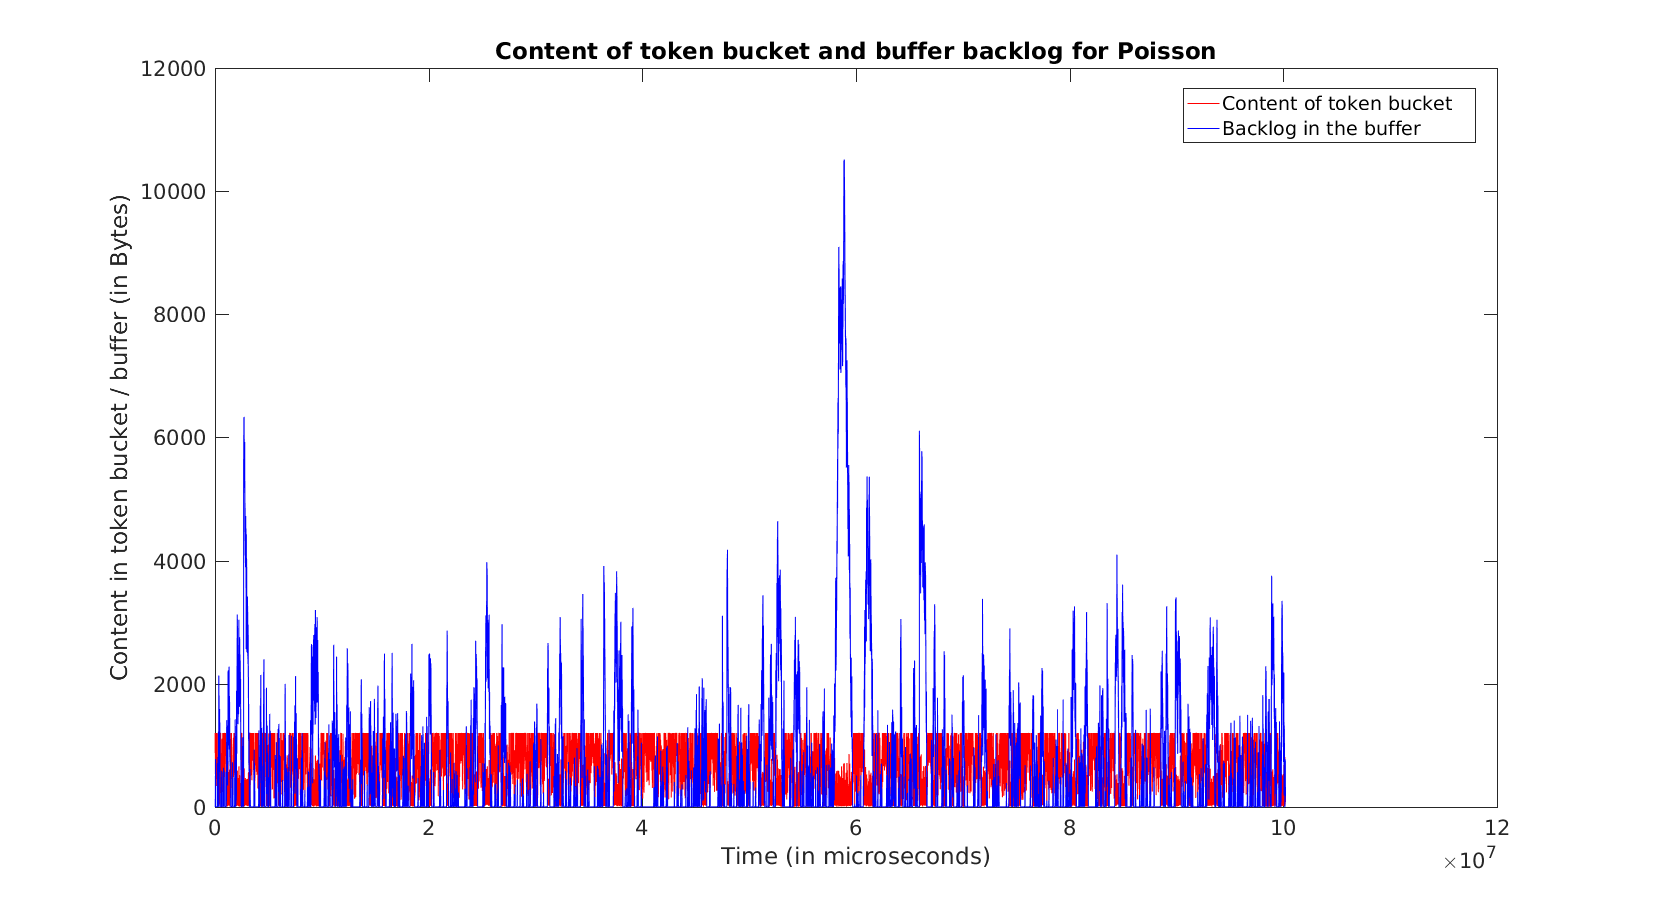 Content of token bucket and buffer backlog for Poisson
Content of token bucket
Backlog in the buffer
Content in token bucket / buffer (in Bytes)
12000
10000
8000
6000
4000
2000
0
0 2 4 6 8 10 12
×10⁷
Time (in microseconds)